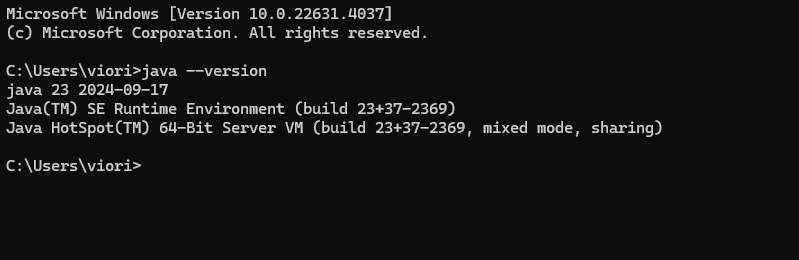 Microsoft Windows [Version 10.0.22631.4037]
(c) Microsoft Corporation. All rights reserved.
C:\Users\viori>java --version
java 23 2024-09-17
Java(TM) SE Runtime Environment (build 23+37-2369)
Java HotSpot(TM) 64-Bit Server VM (build 23+37-2369, mixed mode, sharing)
C:\Users\viori>